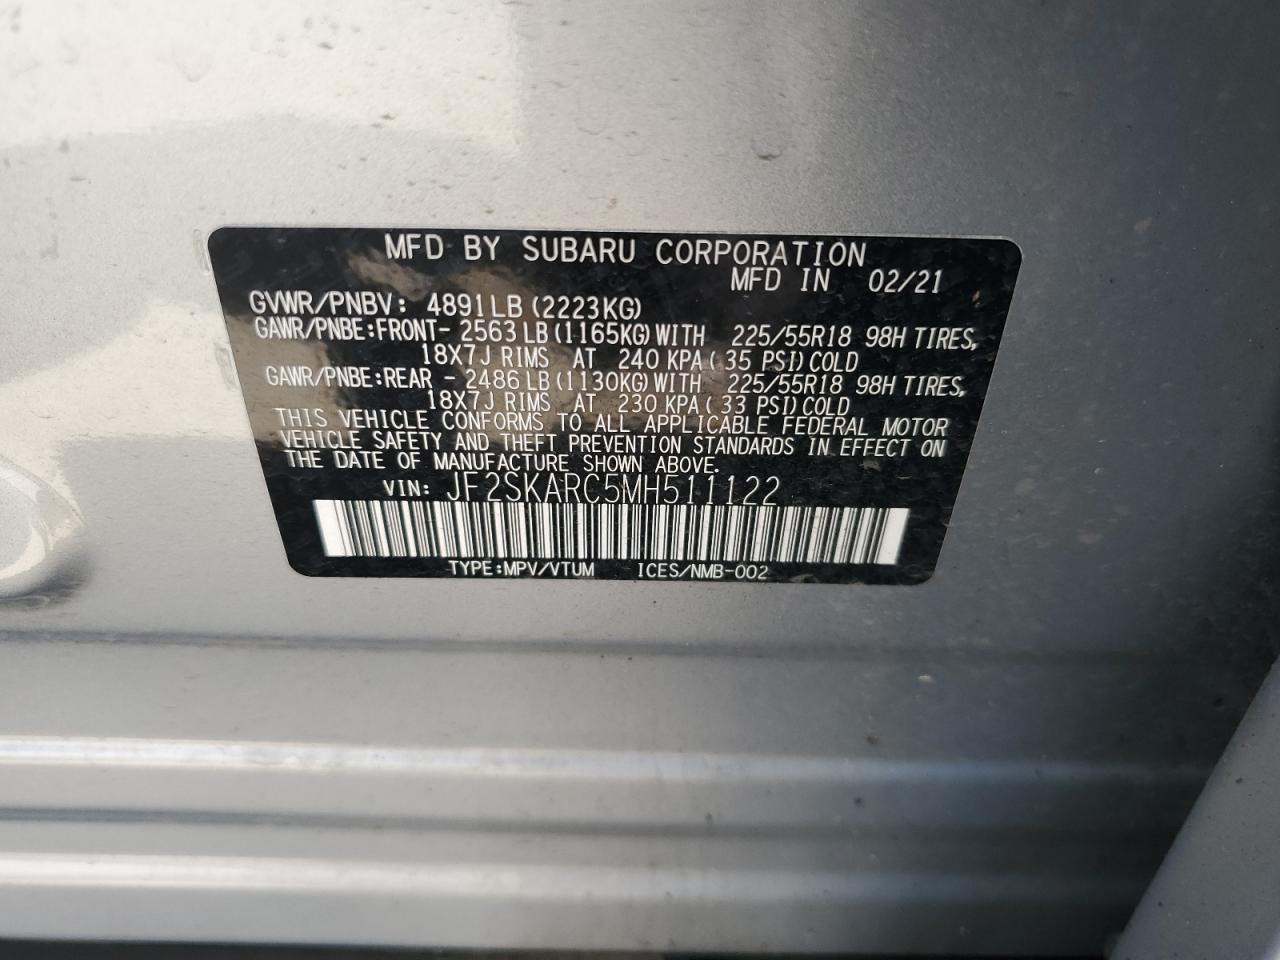 MFD BY SUBARU CORPORATION
MFD IN 02/21
GVWR/PNBV: 4891LB (2223KG)
GAWR/PNBE:FRONT- 2563 LB (1165KG) WITH 225/55R18 98H TIRES,
18X7J RIMS AT 240 KPA( 35 PSI) COLD
GAWR/PNBE:REAR - 2486 LB (1130KG) WITH 225/55R18 98H TIRES,
18X7J RIMS AT 230 KPA( 33 PSI) COLD
THIS VEHICLE CONFORMS TO ALL APPLICABLE FEDERAL MOTOR
VEHICLE SAFETY AND THEFT PREVENTION STANDARDS IN EFFECT ON
THE DATE OF MANUFACTURE SHOWN ABOVE.
VIN: JF2SKARC5MH511122
TYPE:MPV/VTUM ICES/NMB-002